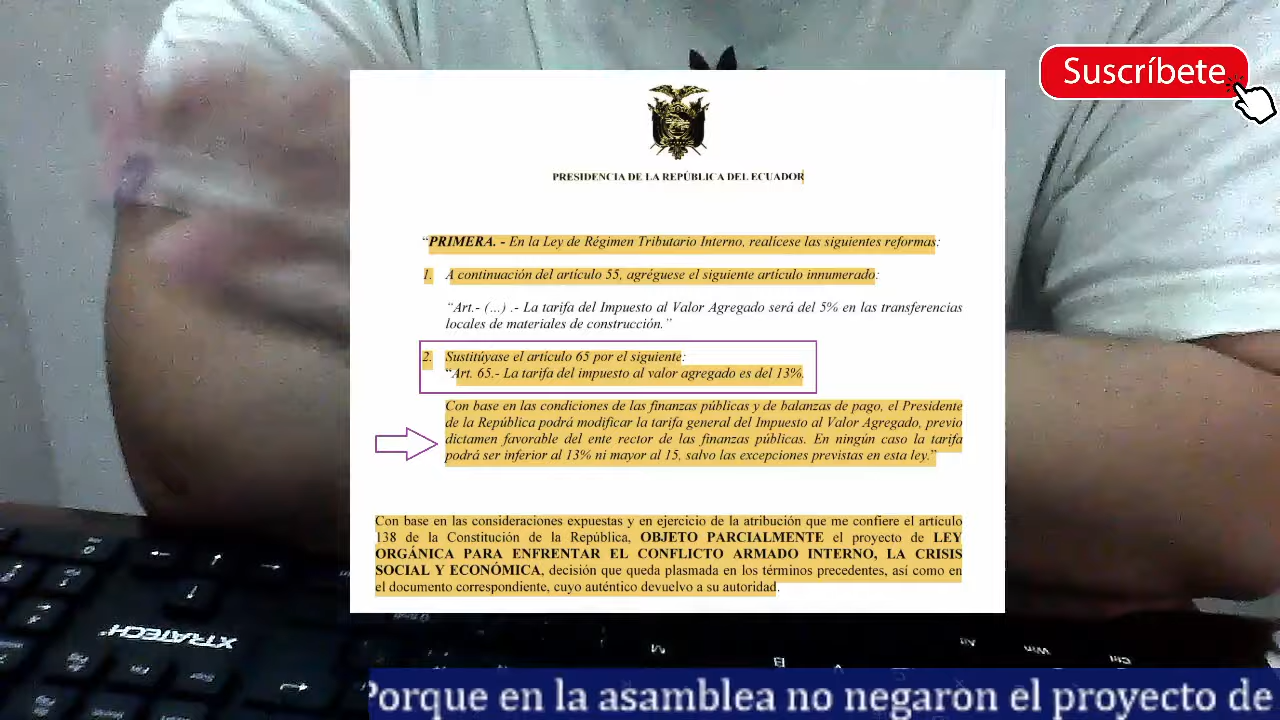 Suscríbete
PRESIDENCIA DE LA REPÚBLICA DEL ECUADOR
“PRIMERA. - En la Ley de Régimen Tributario Interno, realícese las siguientes reformas:
1. A continuación del artículo 55, agréguese el siguiente artículo innumerado:
“Art.- (...) .- La tarifa del Impuesto al Valor Agregado será del 5% en las transferencias
locales de materiales de construcción.”
2. Sustitúyase el artículo 65 por el siguiente:
“Art. 65.- La tarifa del impuesto al valor agregado es del 13%.
Con base en las condiciones de las finanzas públicas y de balanzas de pago, el Presidente
de la República podrá modificar la tarifa general del Impuesto al Valor Agregado, previo
dictamen favorable del ente rector de las finanzas públicas. En ningún caso la tarifa
podrá ser inferior al 13% ni mayor al 15, salvo las excepciones previstas en esta ley.”
Con base en las consideraciones expuestas y en ejercicio de la atribución que me confiere el artículo
138 de la Constitución de la República, OBJETO PARCIALMENTE el proyecto de LEY
ORGÁNICA PARA ENFRENTAR EL CONFLICTO ARMADO INTERNO, LA CRISIS
SOCIAL Y ECONÓMICA, decisión que queda plasmada en los términos precedentes, así como en
el documento correspondiente, cuyo auténtico devuelvo a su autoridad.
XTRATECH
M
B
V
Alt
Win
Ctrl
Porque en la asamblea no negaron el proyecto de